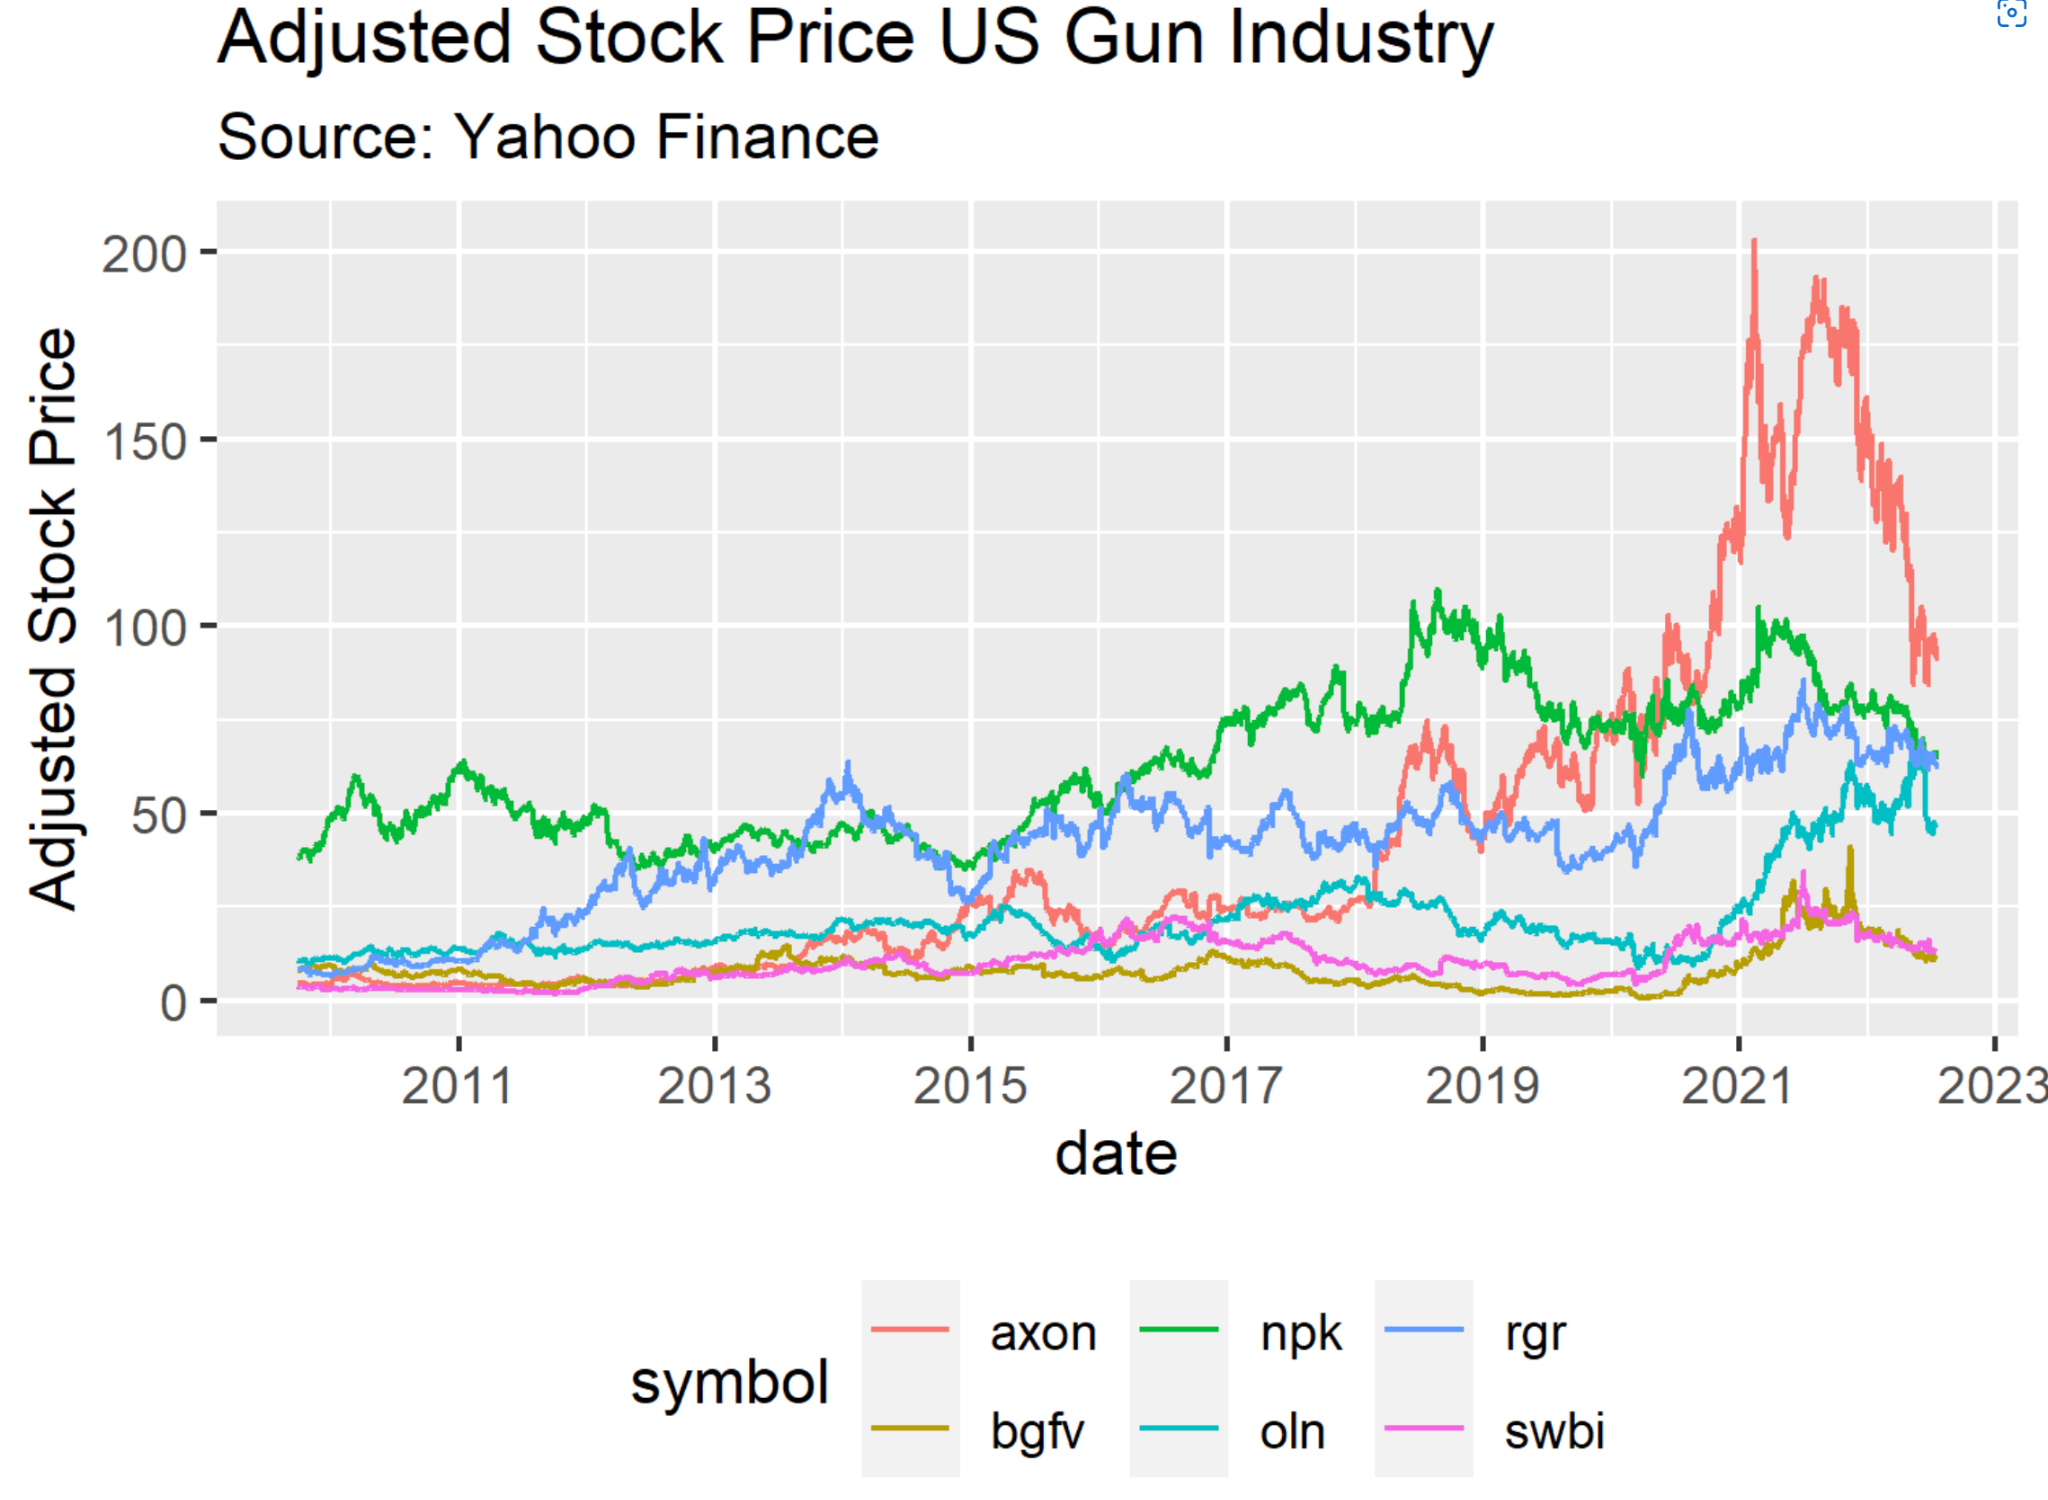 Adjusted Stock Price US Gun Industry
Source: Yahoo Finance
Adjusted Stock Price
200
150
100
50
0
2011 2013 2015 2017 2019 2021 2023
date
symbol
axon npk rgr
bgfv oln swbi